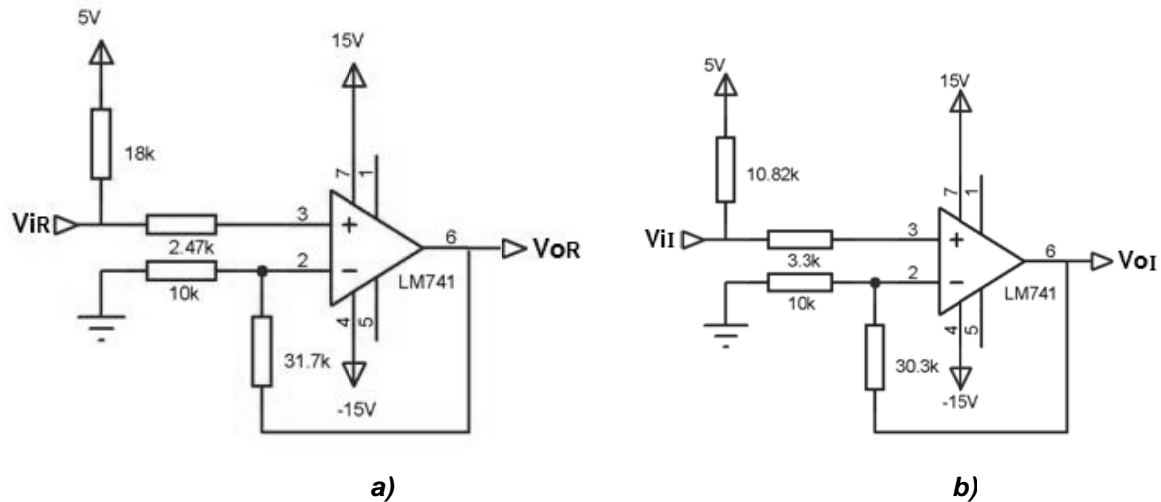 5V
15V
18k
7
1
ViR
3
+
2.47k
6
VoR
2
-
10k
LM741
4
5
31.7k
-15V
a)
5V
15V
10.82k
7
1
ViI
3
+
3.3k
6
VoI
2
-
10k
LM741
4
5
30.3k
-15V
b)